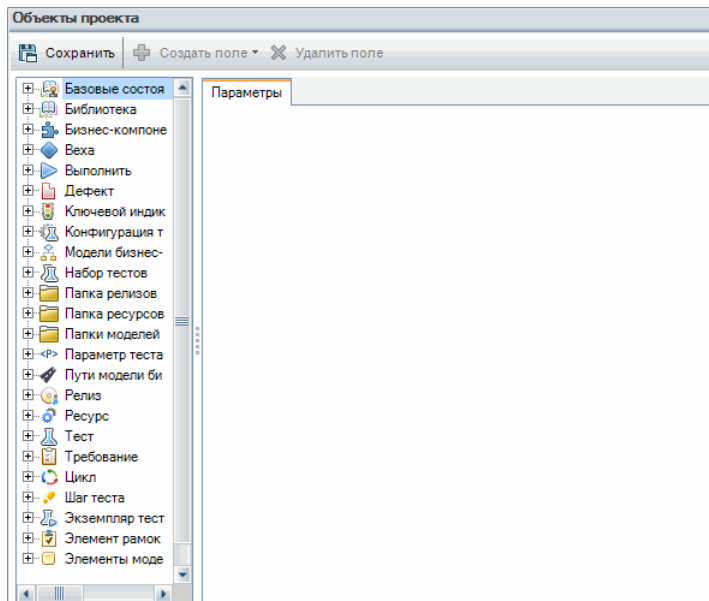 Объекты проекта
Сохранить Создать поле Удалить поле
Параметры
Базовые состоя
Библиотека
Бизнес-компоне
Веха
Выполнить
Дефект
Ключевой индик
Конфигурация т
Модели бизнес-
Набор тестов
Папка релизов
Папка ресурсов
Папки моделей
<P> Параметр теста
Пути модели би
Релиз
Ресурс
Тест
Требование
Цикл
Шаг теста
Экземпляр тест
Элемент рамок
Элементы моде